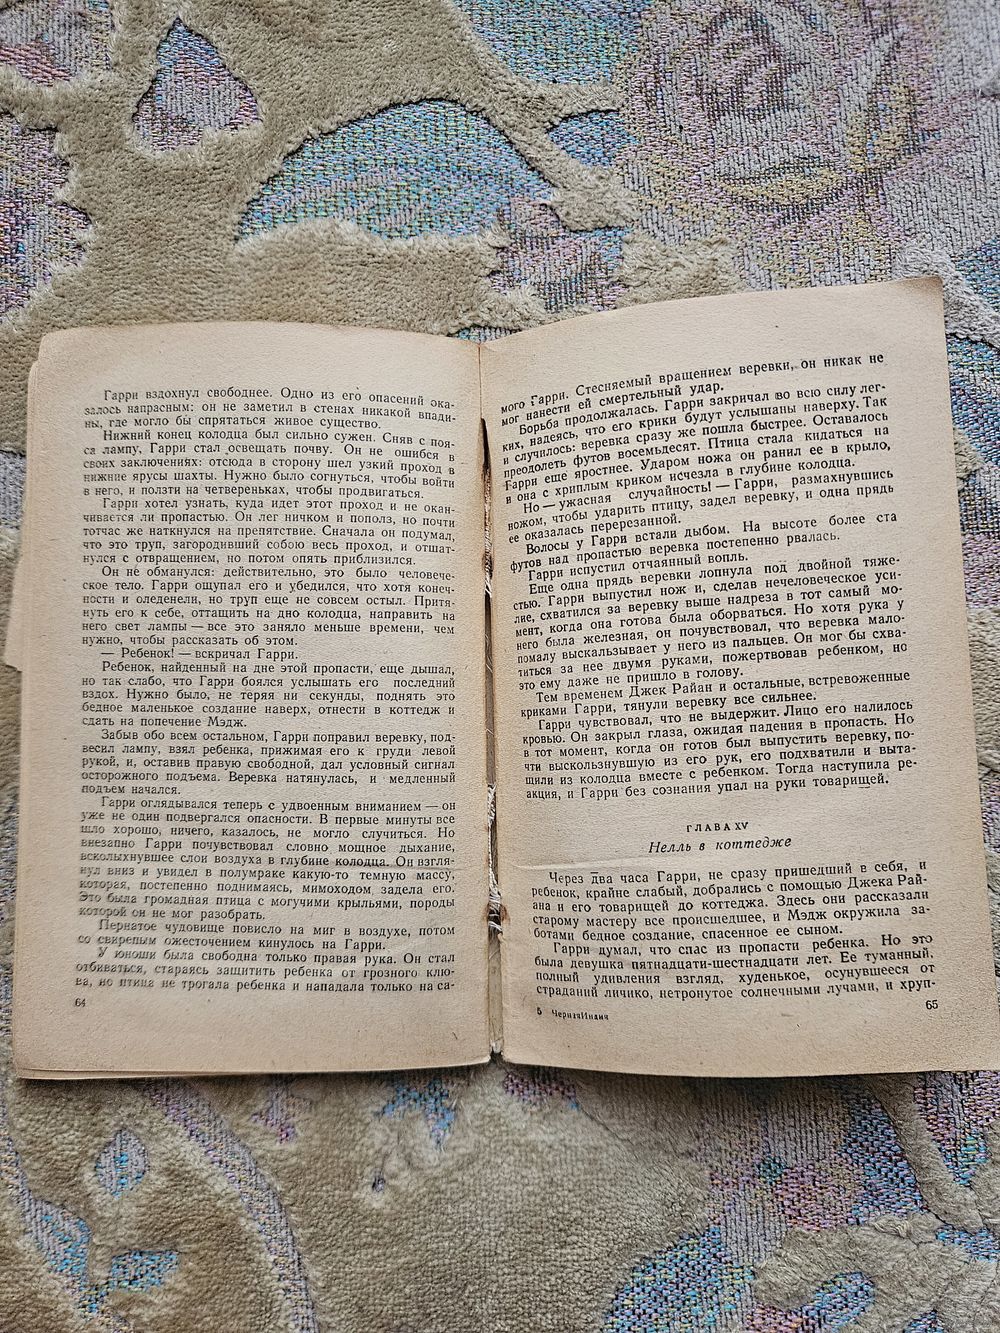 Гарри вздохнул свободнее. Одно из его опасений ока-
залось напрасным: он не заметил в стенах никакой впади-
ны, где могло бы спрятаться живое существо.
Нижний конец колодца был сильно сужен. Сняв с поя-
са лампу, Гарри стал освещать почву. Он не ошибся в
своих заключениях: отсюда в сторону шел узкий проход в
нижние ярусы шахты. Нужно было согнуться, чтобы войти
в него, и ползти на четвереньках, чтобы продвигаться.
Гарри хотел узнать, куда идет этот проход и не окан-
чивается ли пропастью. Он лег ничком и пополз, но почти
тотчас же наткнулся на препятствие. Сначала он подумал,
что это труп, загородивший собою весь проход, и отшат-
нулся с отвращением, но потом опять приблизился.
Он не обманулся: действительно, это было человече-
ское тело. Гарри ощупал его и убедился, что хотя конеч-
ности и оледенели, но труп еще не совсем остыл. Притя-
нуть его к себе, оттащить на дно колодца, направить на
него свет лампы — все это заняло меньше времени, чем
нужно, чтобы рассказать об этом.
— Ребенок! — вскричал Гарри.
Ребенок, найденный на дне этой пропасти, еще дышал,
но так слабо, что Гарри боялся услышать его последний
вздох. Нужно было, не теряя ни секунды, поднять это
бедное маленькое создание наверх, отнести в коттедж и
сдать на попечение Мэдж.
Забыв обо всем остальном, Гарри поправил веревку, под-
весил лампу, взял ребенка, прижимая его к груди левой
рукой, и, оставив правую свободной, дал условный сигнал
осторожного подъема. Веревка натянулась, и медленный
подъем начался.
Гарри оглядывался теперь с удвоенным вниманием — он
уже не один подвергался опасности. В первые минуты все
шло хорошо, ничего, казалось, не могло случиться. Но
внезапно Гарри почувствовал словно мощное дыхание,
всколыхнувшее слои воздуха в глубине колодца. Он взгля-
нул вниз и увидел в полумраке какую-то темную массу,
которая, постепенно поднимаясь, мимоходом задела его.
Это была громадная птица с могучими крыльями, породы
которой он не мог разобрать.
Пернатое чудовище повисло на миг в воздухе, потом
со свирепым ожесточением кинулось на Гарри.
У юноши была свободна только правая рука. Он стал
отбиваться, стараясь защитить ребенка от грозного клю-
ва, но птица не трогала ребенка и нападала только на са-
64
мого Гарри. Стесняемый вращением веревки, он никак не
мог нанести ей смертельный удар.
Борьба продолжалась. Гарри закричал во всю силу лег-
ких, надеясь, что его крики будут услышаны наверху. Так
и случилось: веревка сразу же пошла быстрее. Оставалось
преодолеть футов восемьдесят. Птица стала кидаться на
Гарри еще яростнее. Ударом ножа он ранил ее в крыло,
и она с хриплым криком исчезла в глубине колодца.
Но — ужасная случайность! — Гарри, размахнувшись
ножом, чтобы ударить птицу, задел веревку, и одна прядь
ее оказалась перерезанной.
Волосы у Гарри встали дыбом. На высоте более ста
футов над пропастью веревка постепенно рвалась.
Гарри испустил отчаянный вопль.
Еще одна прядь веревки лопнула под двойной тяже-
стью. Гарри выпустил нож и, сделав нечеловеческое уси-
лие, схватился за веревку выше надреза в тот самый мо-
мент, когда она готова была оборваться. Но хотя рука у
него была железная, он почувствовал, что веревка мало-
помалу выскальзывает у него из пальцев. Он мог бы схва-
титься за нее двумя руками, пожертвовав ребенком, но
это ему даже не пришло в голову.
Тем временем Джек Райан и остальные, встревоженные
криками Гарри, тянули веревку все сильнее.
Гарри чувствовал, что не выдержит. Лицо его налилось
кровью. Он закрыл глаза, ожидая падения в пропасть. Но
в тот момент, когда он готов был выпустить веревку, по-
чти выскользнувшую из его рук, его подхватили и выта-
щили из колодца вместе с ребенком. Тогда наступила ре-
акция, и Гарри без сознания упал на руки товарищей.
ГЛАВА XV
Нелль в коттедже
Через два часа Гарри, не сразу пришедший в себя, и
ребенок, крайне слабый, добрались с помощью Джека Рай-
ана и его товарищей до коттеджа. Здесь они рассказали
старому мастеру все происшедшее, и Мэдж окружила за-
ботами бедное создание, спасенное ее сыном.
Гарри думал, что спас из пропасти ребенка. Но это
была девушка пятнадцати-шестнадцати лет. Ее туманный,
полный удивления взгляд, худенькое, осунувшееся от
страданий личико, нетронутое солнечными лучами, и хруп-
5 Черная Индия
65